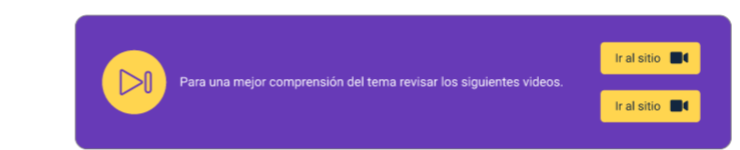 Ir al sitio
Para una mejor comprensión del tema revisar los siguientes videos.
Ir al sitio